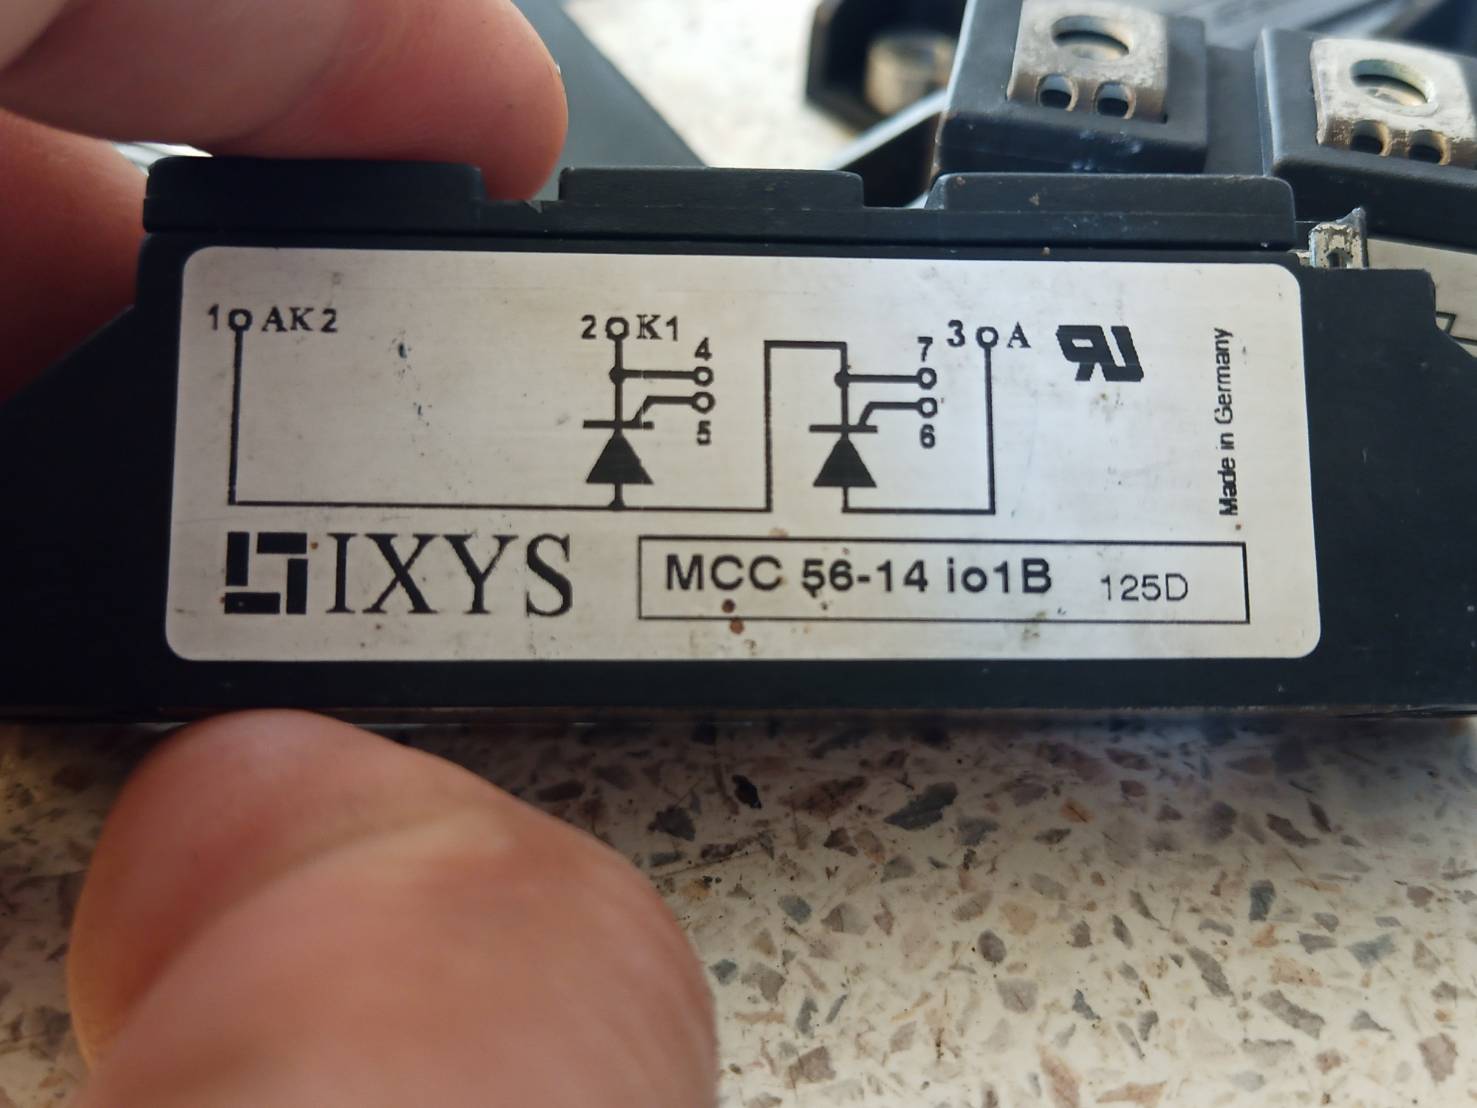 1 AK2
2 K1
4
5
7
6
3 A
Made in Germany
IXYS
MCC 56-14 io1B 125D